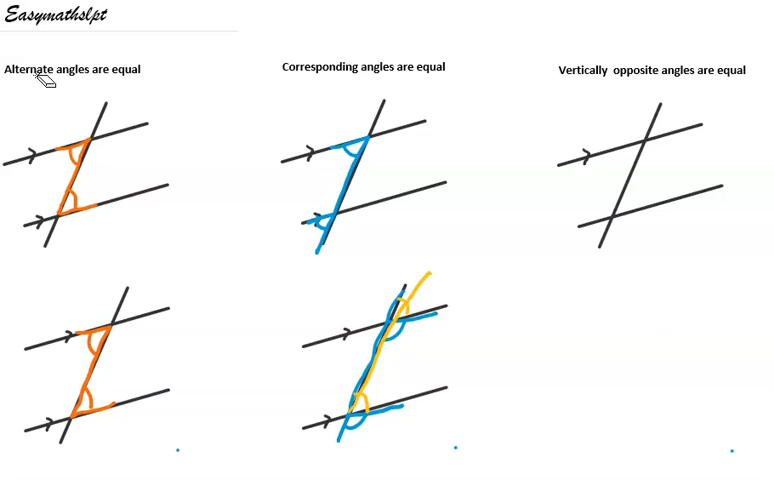 Easymathslpt
Alternate angles are equal
Corresponding angles are equal
Vertically opposite angles are equal